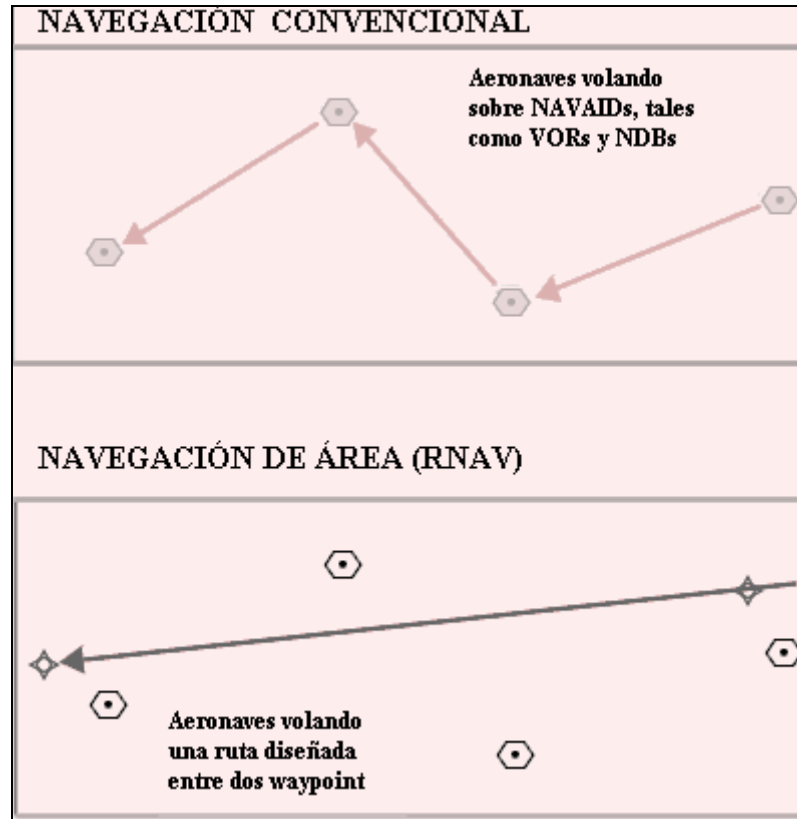 NAVEGACIÓN CONVENCIONAL
Aeronaves volando
sobre NAVAIDs, tales
como VORs y NDBs
NAVEGACIÓN DE ÁREA (RNAV)
Aeronaves volando
una ruta diseñada
entre dos waypoint